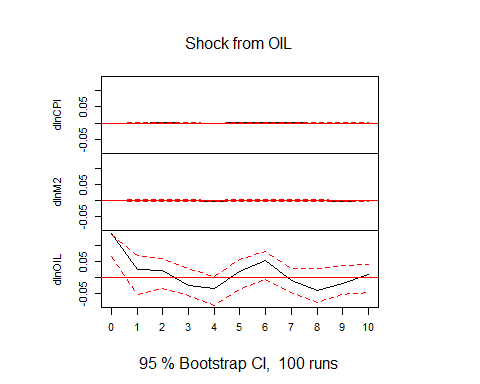 Shock from OIL
dlnCPI
-0.05 0.05
dlnM2
-0.05 0.05
dlnOIL
-0.05 0.05
0 1 2 3 4 5 6 7 8 9 10
95 % Bootstrap CI, 100 runs